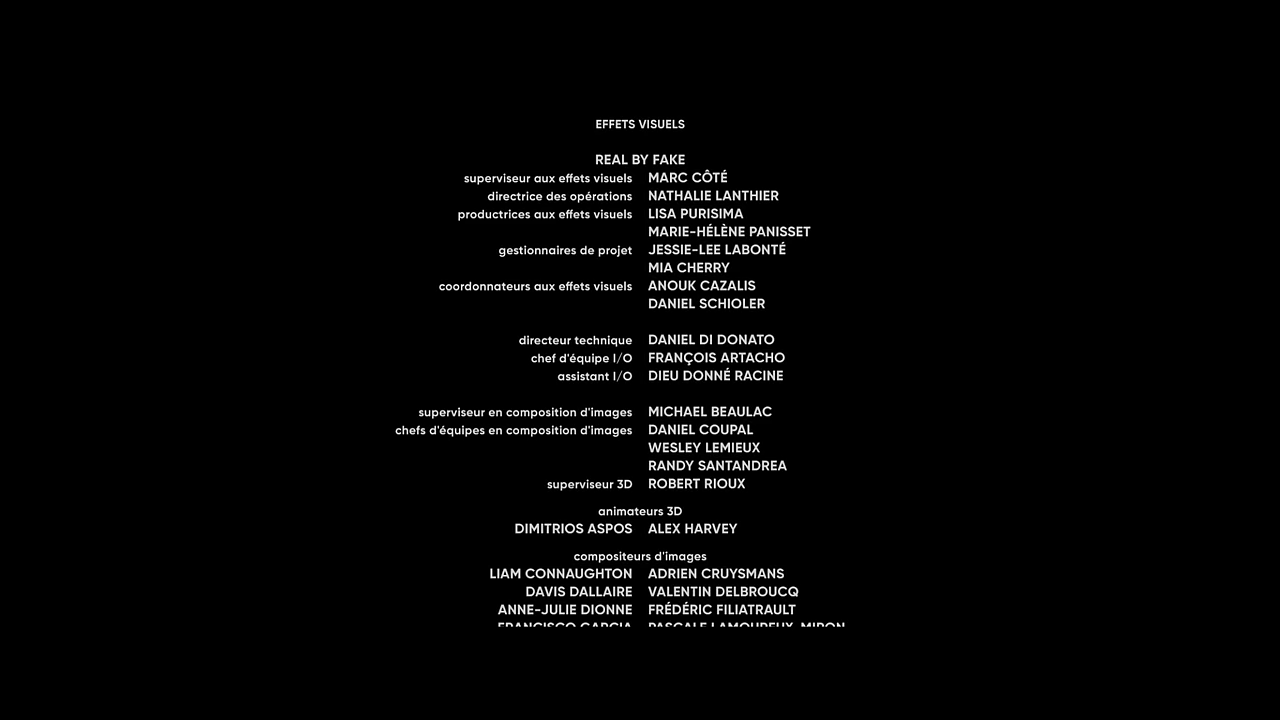 EFFETS VISUELS
REAL BY FAKE
superviseur aux effets visuels MARC CÔTÉ
directrice des opérations NATHALIE LANTHIER
productrices aux effets visuels LISA PURISIMA
MARIE-HÉLÈNE PANISSET
gestionnaires de projet JESSIE-LEE LABONTÉ
MIA CHERRY
coordonnateurs aux effets visuels ANOUK CAZALIS
DANIEL SCHIOLER
directeur technique DANIEL DI DONATO
chef d'équipe I/O FRANÇOIS ARTACHO
assistant I/O DIEU DONNÉ RACINE
superviseur en composition d'images MICHAEL BEAULAC
chefs d'équipes en composition d'images DANIEL COUPAL
WESLEY LEMIEUX
RANDY SANTANDREA
superviseur 3D ROBERT RIOUX
animateurs 3D
DIMITRIOS ASPOS ALEX HARVEY
compositeurs d'images
LIAM CONNAUGHTON ADRIEN CRUYSMANS
DAVIS DALLAIRE VALENTIN DELBROUCQ
ANNE-JULIE DIONNE FRÉDÉRIC FILIATRAULT
FRANCISCO GARCIA PASCALE LAMOUREUX-MIRON